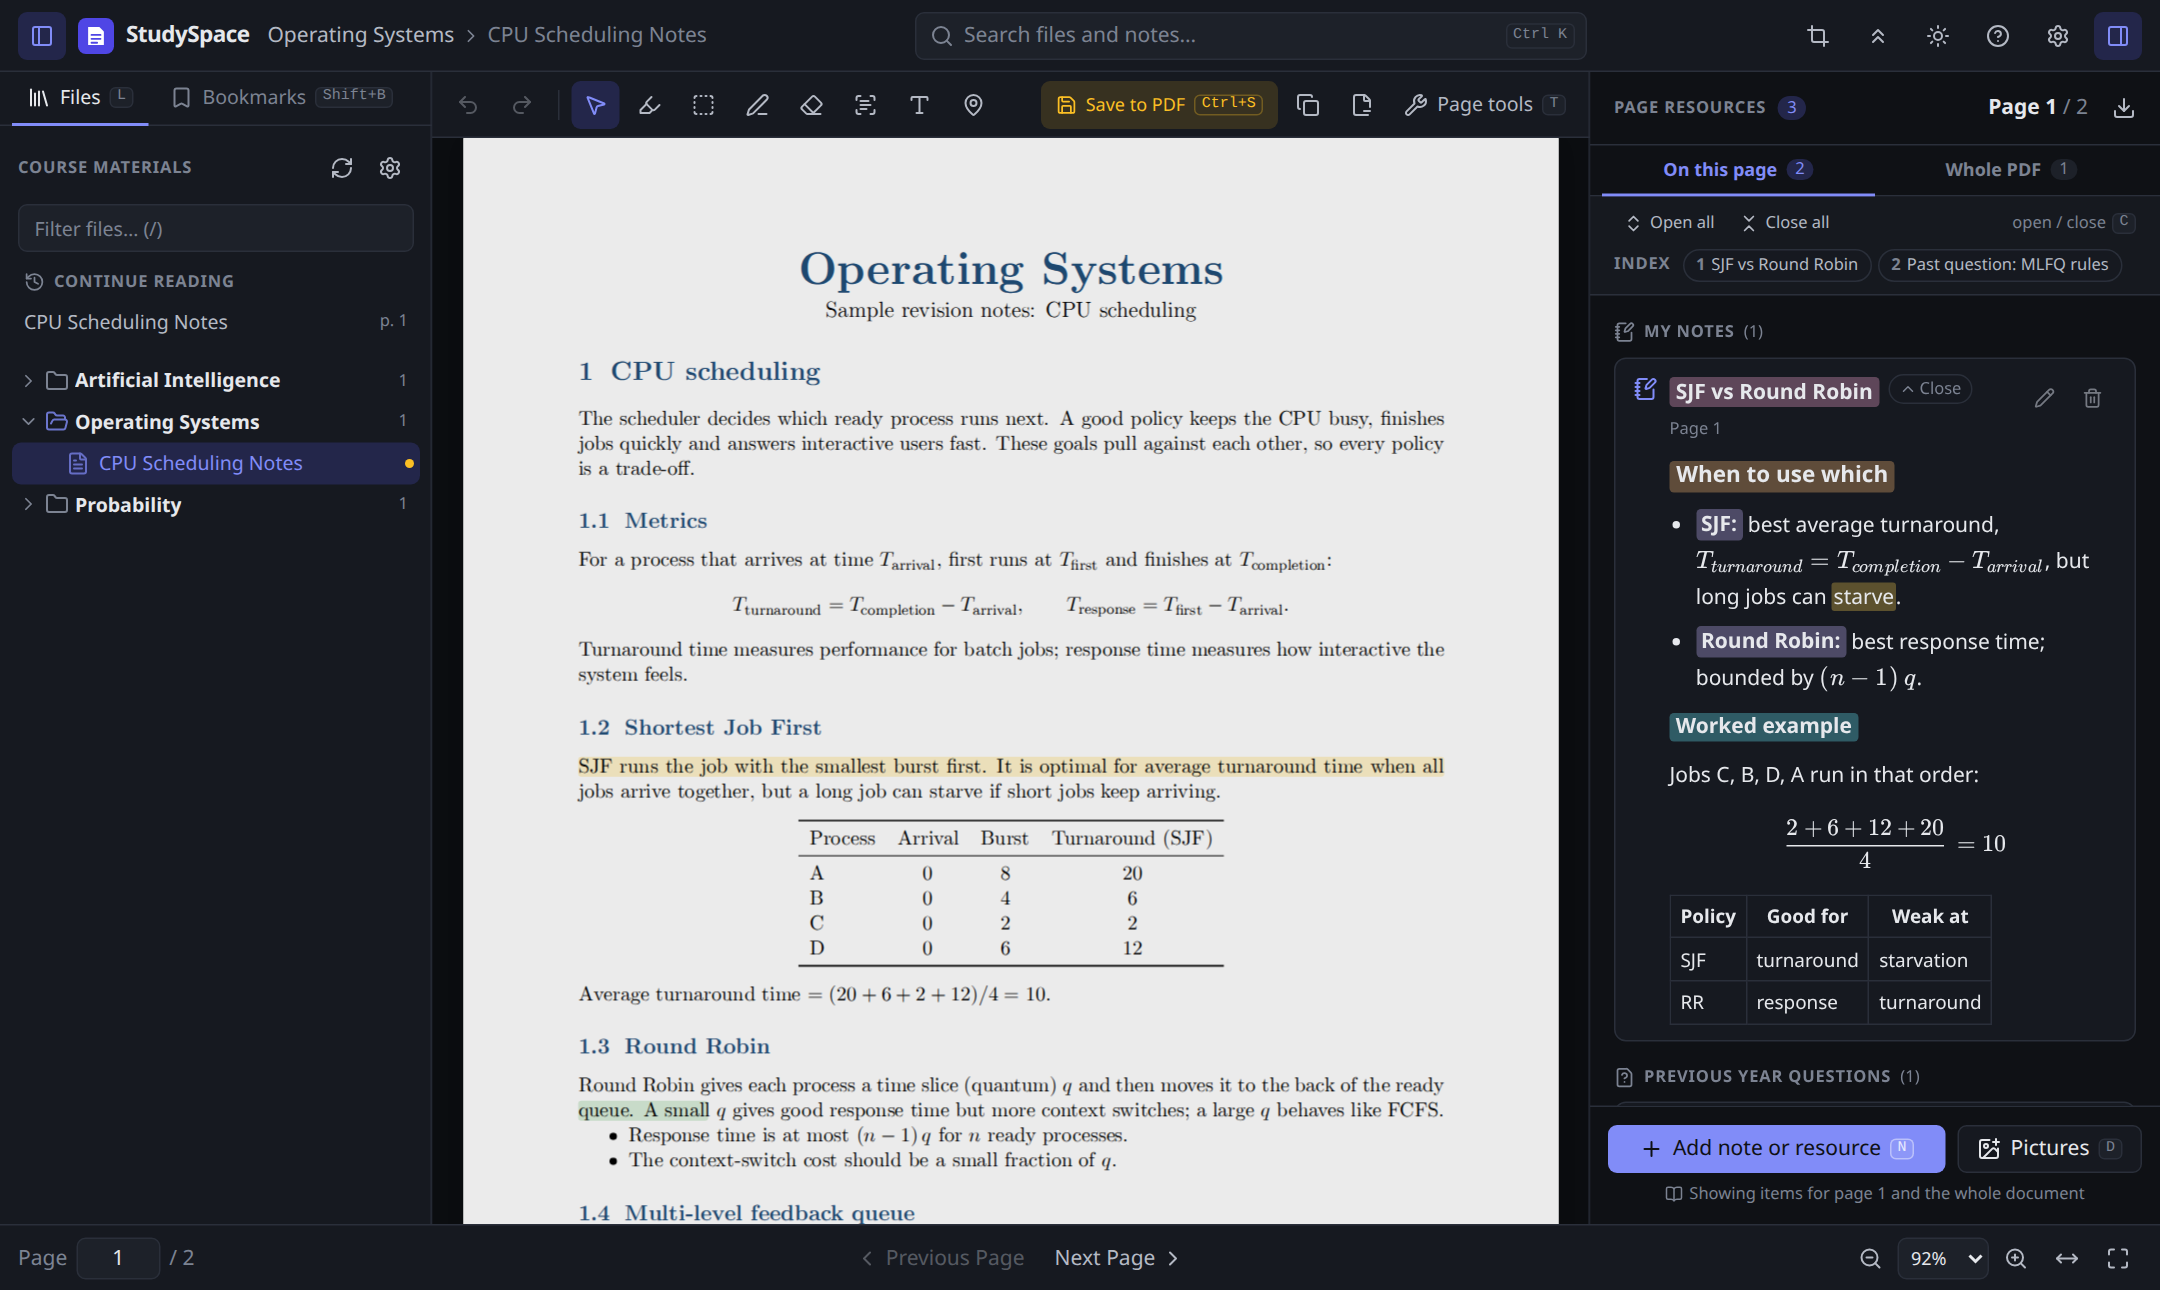 StudySpace Operating Systems > CPU Scheduling Notes
Search files and notes... Ctrl K
Files L Bookmarks Shift+B
COURSE MATERIALS
Filter files... (/)
CONTINUE READING
CPU Scheduling Notes p. 1
Artificial Intelligence 1
Operating Systems 1
CPU Scheduling Notes
Probability 1
Save to PDF Ctrl+S
Page tools T
Operating Systems
Sample revision notes: CPU scheduling
1 CPU scheduling
The scheduler decides which ready process runs next. A good policy keeps the CPU busy, finishes
jobs quickly and answers interactive users fast. These goals pull against each other, so every policy
is a trade-off.
1.1 Metrics
For a process that arrives at time T_arrival, first runs at T_first and finishes at T_completion:
T_turnaround = T_completion − T_arrival, T_response = T_first − T_arrival.
Turnaround time measures performance for batch jobs; response time measures how interactive the
system feels.
1.2 Shortest Job First
SJF runs the job with the smallest burst first. It is optimal for average turnaround time when all
jobs arrive together, but a long job can starve if short jobs keep arriving.
Process Arrival Burst Turnaround (SJF)
A 0 8 20
B 0 4 6
C 0 2 2
D 0 6 12
Average turnaround time = (20 + 6 + 2 + 12)/4 = 10.
1.3 Round Robin
Round Robin gives each process a time slice (quantum) q and then moves it to the back of the ready
queue. A small q gives good response time but more context switches; a large q behaves like FCFS.
• Response time is at most (n − 1) q for n ready processes.
• The context-switch cost should be a small fraction of q.
1.4 Multi-level feedback queue
PAGE RESOURCES 3 Page 1 / 2
On this page 2 Whole PDF 1
Open all Close all open / close C
INDEX 1 SJF vs Round Robin 2 Past question: MLFQ rules
MY NOTES (1)
SJF vs Round Robin Close
Page 1
When to use which
• SJF: best average turnaround,
T_turnaround = T_completion − T_arrival, but
long jobs can starve.
• Round Robin: best response time;
bounded by (n − 1) q.
Worked example
Jobs C, B, D, A run in that order:
2 + 6 + 12 + 20
= 10
4
Policy Good for Weak at
SJF turnaround starvation
RR response turnaround
PREVIOUS YEAR QUESTIONS (1)
+ Add note or resource N Pictures D
Showing items for page 1 and the whole document
Page 1 / 2
Previous Page Next Page
92%